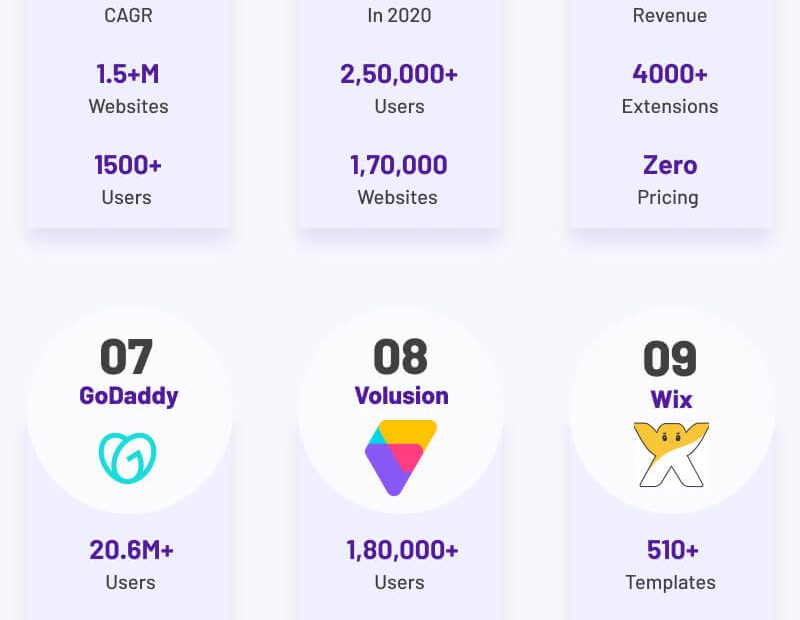 CAGR
1.5+M
Websites
1500+
Users
In 2020
2,50,000+
Users
1,70,000
Websites
Revenue
4000+
Extensions
Zero
Pricing
07
GoDaddy
20.6M+
Users
08
Volusion
1,80,000+
Users
09
Wix
510+
Templates